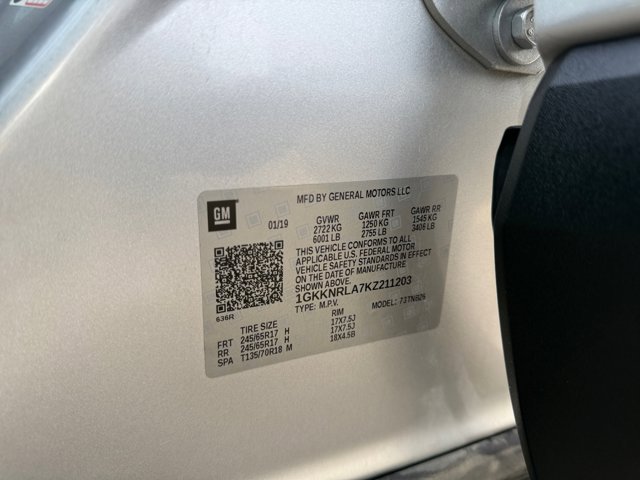 MFD BY GENERAL MOTORS LLC
GM
01/19 GVWR GAWR FRT GAWR RR
2722 KG 1250 KG 1545 KG
6001 LB 2755 LB 3406 LB
THIS VEHICLE CONFORMS TO ALL
APPLICABLE U.S. FEDERAL MOTOR
VEHICLE SAFETY STANDARDS IN EFFECT
ON THE DATE OF MANUFACTURE
SHOWN ABOVE.
1GKKNRLA7KZ211203
TYPE: M.P.V. MODEL:
636R
TIRE SIZE RIM
FRT 245/65R17 H 17X7.5J
RR 245/65R17 H 17X7.5J
SPA T135/70R18 M 18X4.5B